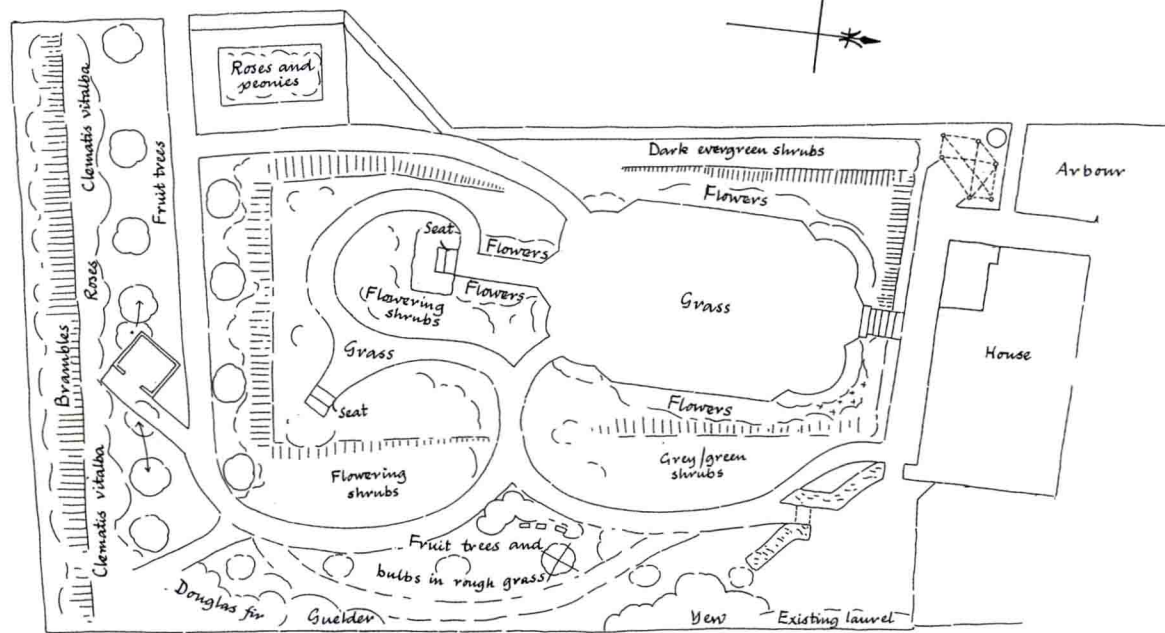 Roses and
peonies
Clematis vitalba
Fruit trees
Dark evergreen shrubs
Flowers
Arbour
Seat
Flowers
Flowers
Flowering
shrubs
Grass
House
Roses
Brambles
Grass
Seat
Flowers
Grey/green
shrubs
Flowering
shrubs
Clematis vitalba
Fruit trees and
bulbs in rough grass
Douglas fir
Guelder
Yew
Existing laurel